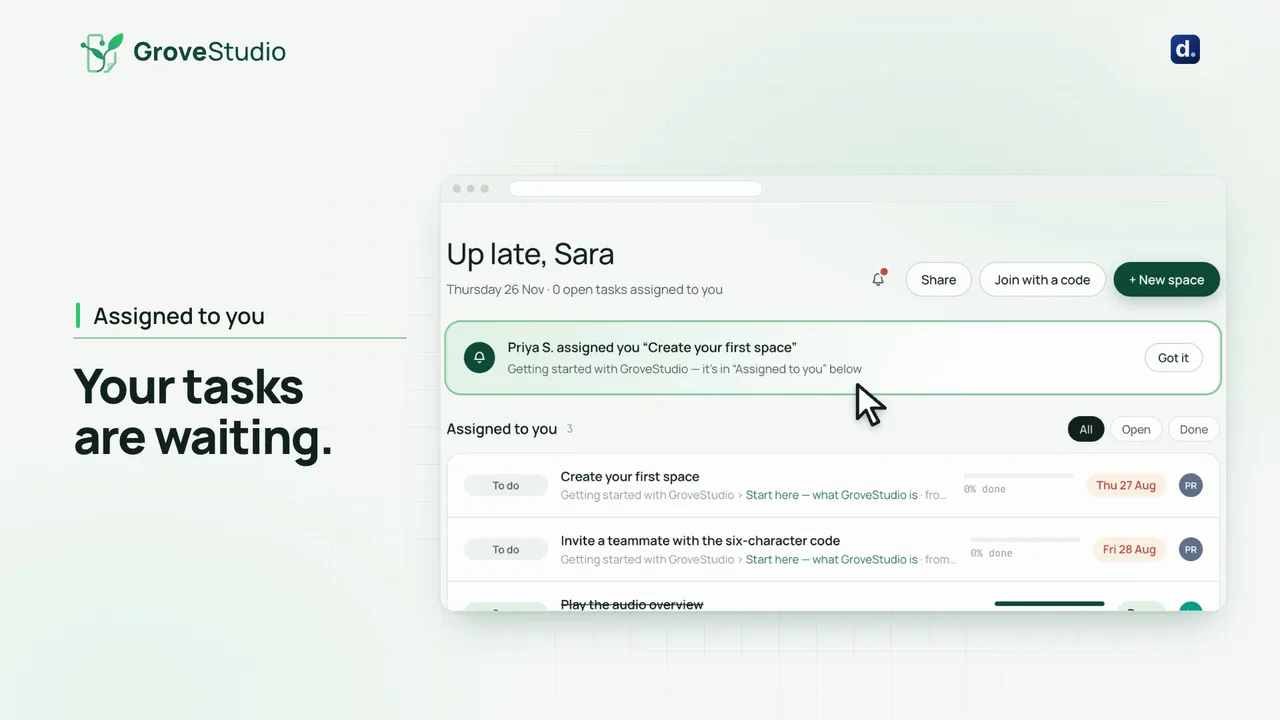 GroveStudio
d.
Assigned to you
Your tasks
are waiting.
Up late, Sara
Thursday 26 Nov · 0 open tasks assigned to you
Share
Join with a code
+ New space
Priya S. assigned you “Create your first space”
Getting started with GroveStudio — it’s in “Assigned to you” below
Got it
Assigned to you 3
All
Open
Done
To do
Create your first space
Getting started with GroveStudio › Start here — what GroveStudio is · fro...
0% done
Thu 27 Aug
PR
To do
Invite a teammate with the six-character code
Getting started with GroveStudio › Start here — what GroveStudio is · from...
0% done
Fri 28 Aug
PR
Play the audio overview